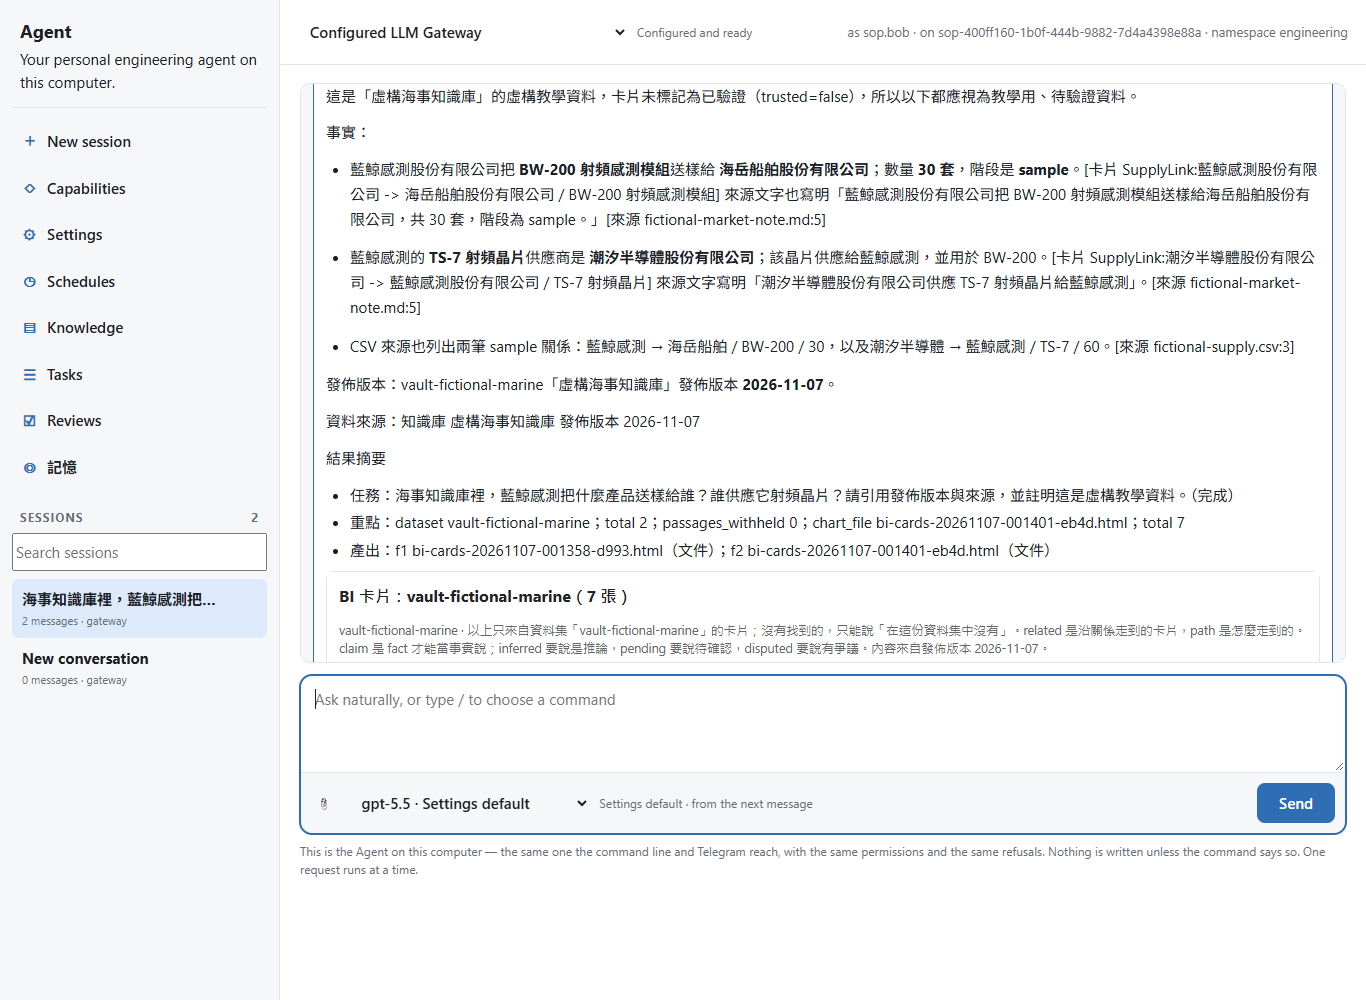 Agent
Your personal engineering agent on
this computer.
+ New session
Capabilities
Settings
Schedules
Knowledge
Tasks
Reviews
記憶
SESSIONS 2
Search sessions
海事知識庫裡，藍鯨感測把...
2 messages · gateway
New conversation
0 messages · gateway
Configured LLM Gateway
Configured and ready
as sop.bob · on sop-400ff160-1b0f-444b-9882-7d4a4398e88a · namespace engineering
這是「虛構海事知識庫」的虛構教學資料，卡片未標記為已驗證（trusted=false），所以以下都應視為教學用、待驗證資料。
事實：
• 藍鯨感測股份有限公司把 BW-200 射頻感測模組送樣給 海岳船舶股份有限公司；數量 30 套，階段是 sample。[卡片 SupplyLink:藍鯨感測股份有限
公司 -> 海岳船舶股份有限公司 / BW-200 射頻感測模組] 來源文字也寫明「藍鯨感測股份有限公司把 BW-200 射頻感測模組送樣給海岳船舶股份有
限公司，共 30 套，階段為 sample。」[來源 fictional-market-note.md:5]
• 藍鯨感測的 TS-7 射頻晶片供應商是 潮汐半導體股份有限公司；該晶片供應給藍鯨感測，並用於 BW-200。[卡片 SupplyLink:潮汐半導體股份有限公
司 -> 藍鯨感測股份有限公司 / TS-7 射頻晶片] 來源文字寫明「潮汐半導體股份有限公司供應 TS-7 射頻晶片給藍鯨感測」。[來源 fictional-market-
note.md:5]
• CSV 來源也列出兩筆 sample 關係：藍鯨感測 → 海岳船舶 / BW-200 / 30，以及潮汐半導體 → 藍鯨感測 / TS-7 / 60。[來源 fictional-supply.csv:3]
發佈版本：vault-fictional-marine「虛構海事知識庫」發佈版本 2026-11-07。
資料來源：知識庫 虛構海事知識庫 發佈版本 2026-11-07
結果摘要
• 任務：海事知識庫裡，藍鯨感測把什麼產品送樣給誰？誰供應它射頻晶片？請引用發佈版本與來源，並註明這是虛構教學資料。（完成）
• 重點：dataset vault-fictional-marine；total 2；passages_withheld 0；chart_file bi-cards-20261107-001401-eb4d.html；total 7
• 產出：f1 bi-cards-20261107-001358-d993.html（文件）；f2 bi-cards-20261107-001401-eb4d.html（文件）
BI 卡片：vault-fictional-marine（7 張）
vault-fictional-marine · 以上只來自資料集「vault-fictional-marine」的卡片；沒有找到的，只能說「在這份資料集中沒有」。related 是沿關係走到的卡片，path 是怎麼走到的。
claim 是 fact 才能當事實說；inferred 要說是推論，pending 要說待確認，disputed 要說有爭議。內容來自發佈版本 2026-11-07。
Ask naturally, or type / to choose a command
gpt-5.5 · Settings default
Settings default · from the next message
Send
This is the Agent on this computer — the same one the command line and Telegram reach, with the same permissions and the same refusals. Nothing is written unless the command says so. One
request runs at a time.